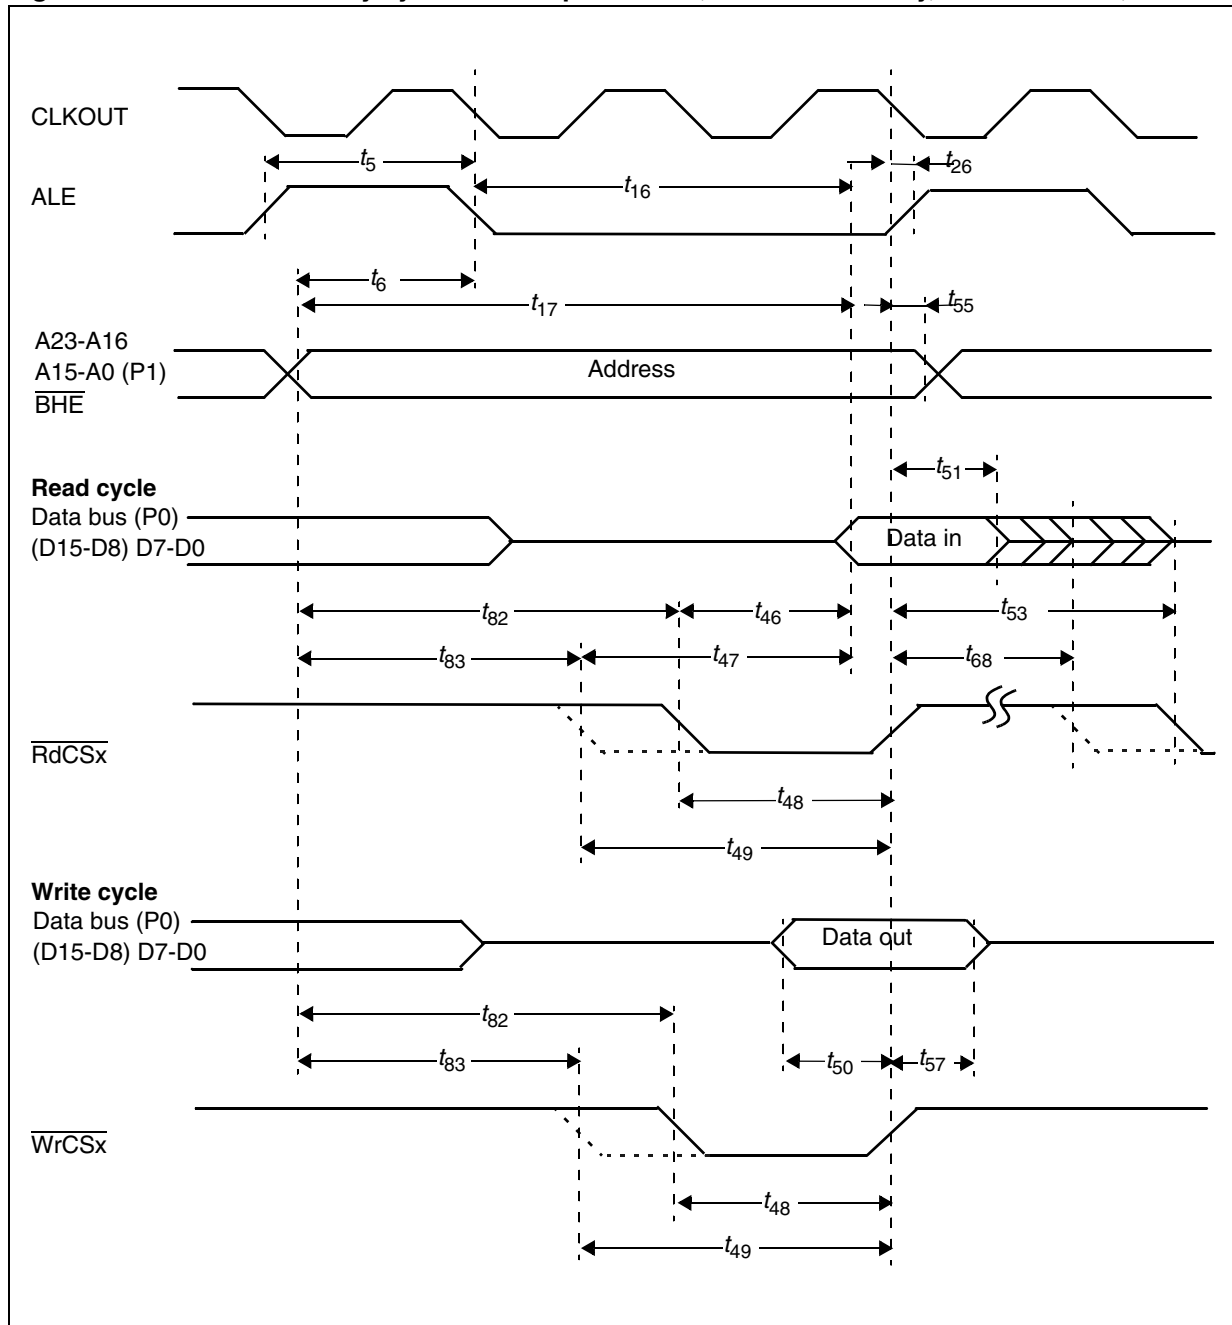 CLKOUT
t5
t26
ALE
t16
t6
t17
t55
A23-A16
A15-A0 (P1)
Address
BHE
t51
Read cycle
Data bus (P0)
(D15-D8) D7-D0
Data in
t82
t46
t53
t83
t47
t68
RdCSx
t48
t49
Write cycle
Data bus (P0)
(D15-D8) D7-D0
Data out
t82
t83
t50
t57
WrCSx
t48
t49